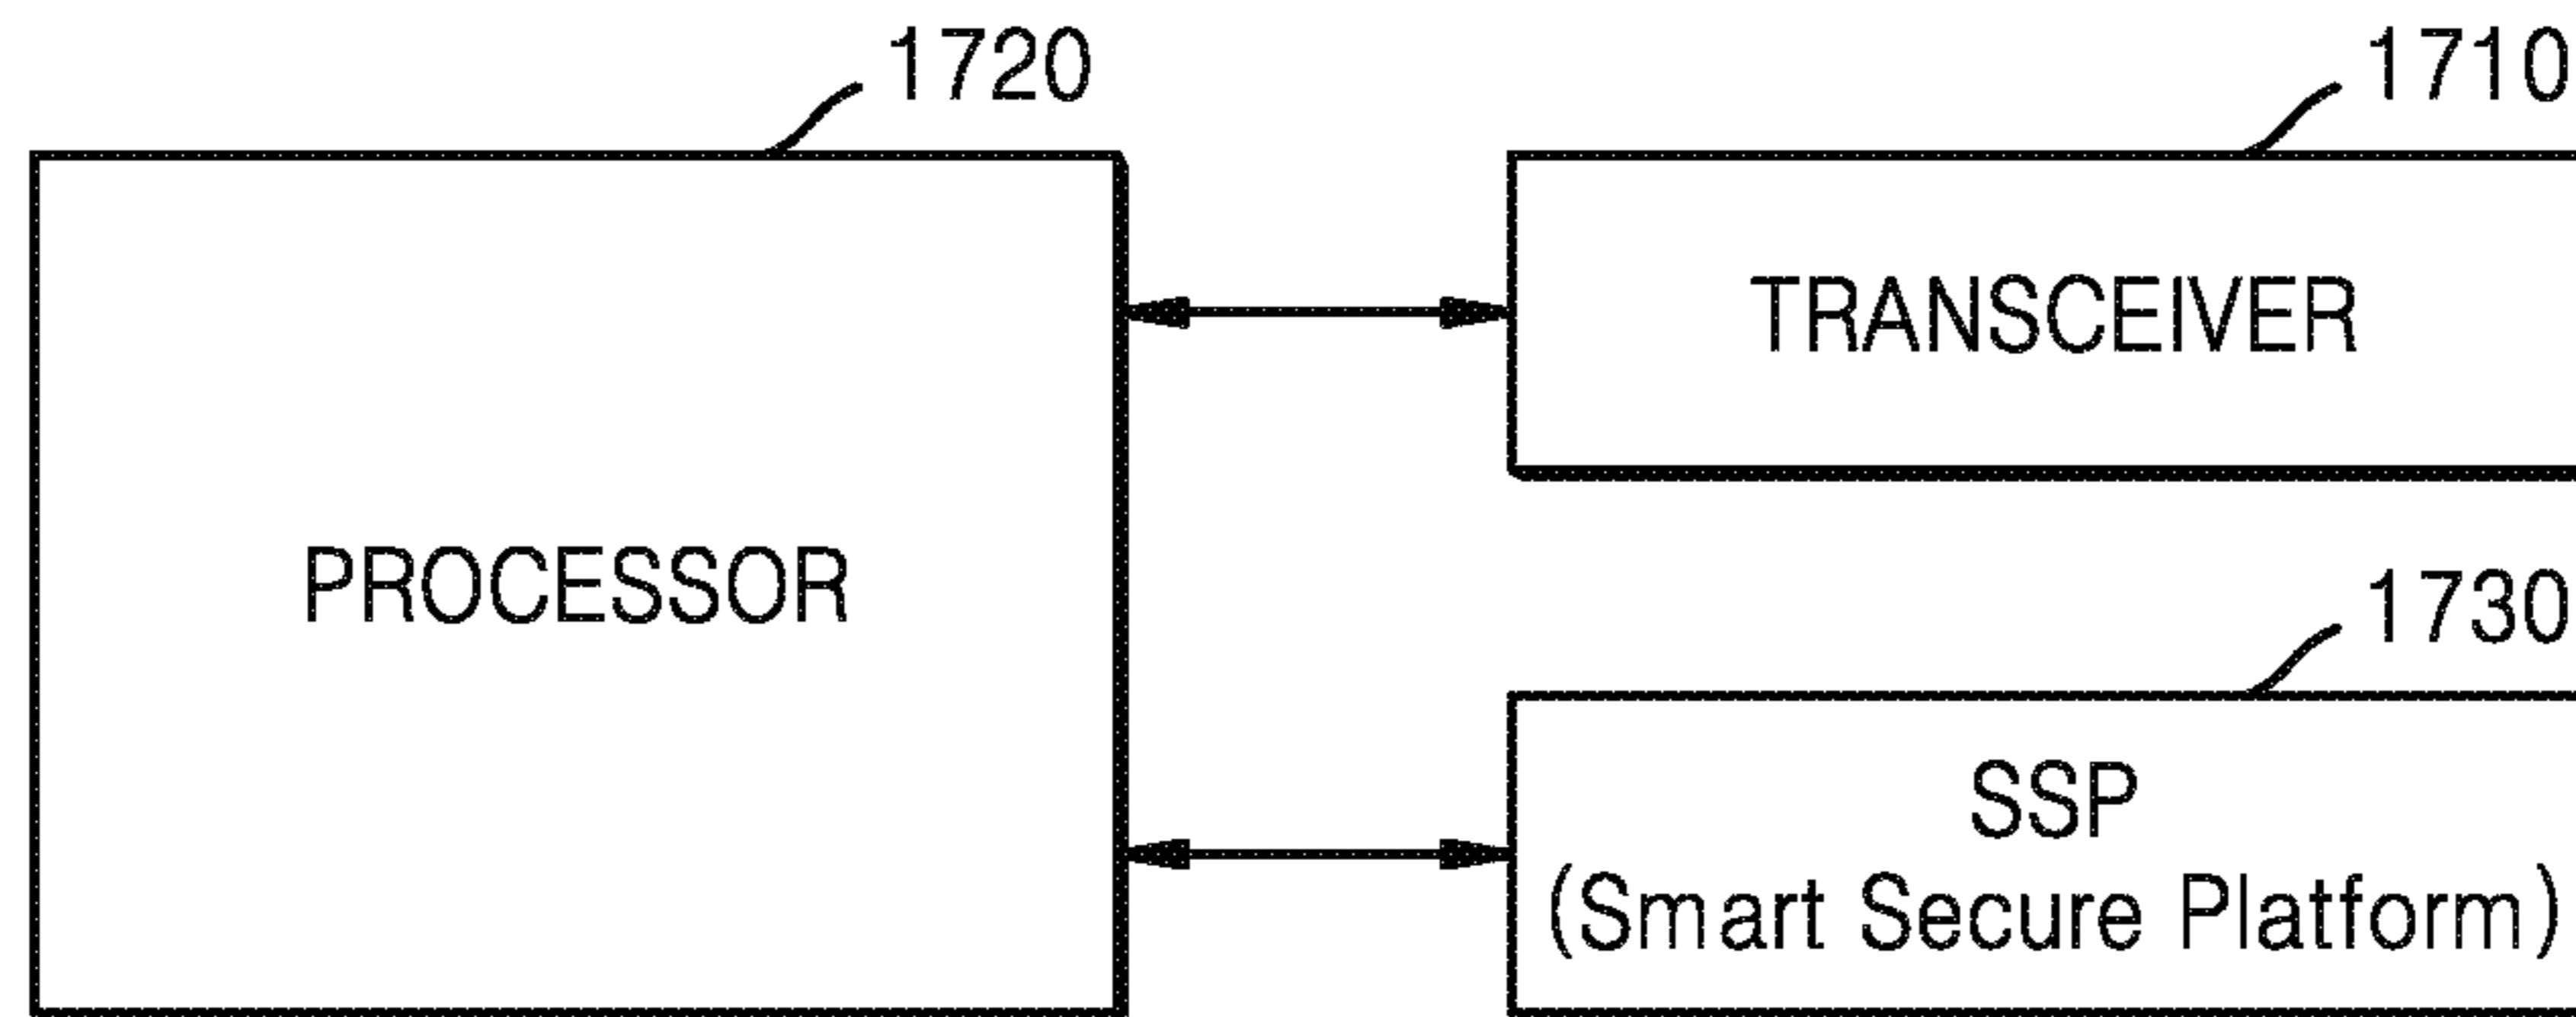 1720
1710
TRANSCEIVER
PROCESSOR
1730
SSP
(Smart Secure Platform)